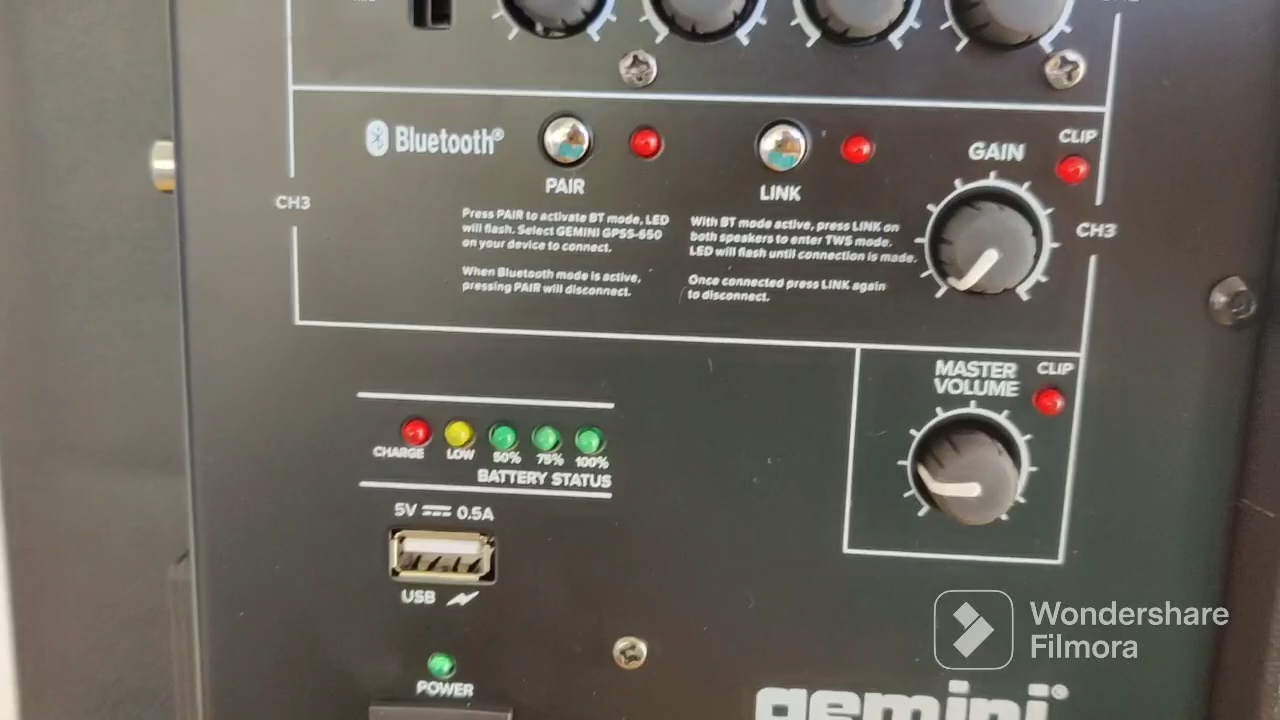 Bluetooth®
PAIR
LINK
GAIN
CLIP
CH3
CH3
Press PAIR to activate BT mode, LED
will flash. Select GEMINI GPSS-650
on your device to connect.
When Bluetooth mode is active,
pressing PAIR will disconnect.
With BT mode active, press LINK on
both speakers to enter TWS mode.
LED will flash until connection is made.
Once connected press LINK again
to disconnect.
MASTER
VOLUME
CLIP
CHARGE LOW 50% 75% 100%
BATTERY STATUS
5V 0.5A
USB
POWER
gemini®
Wondershare
Filmora